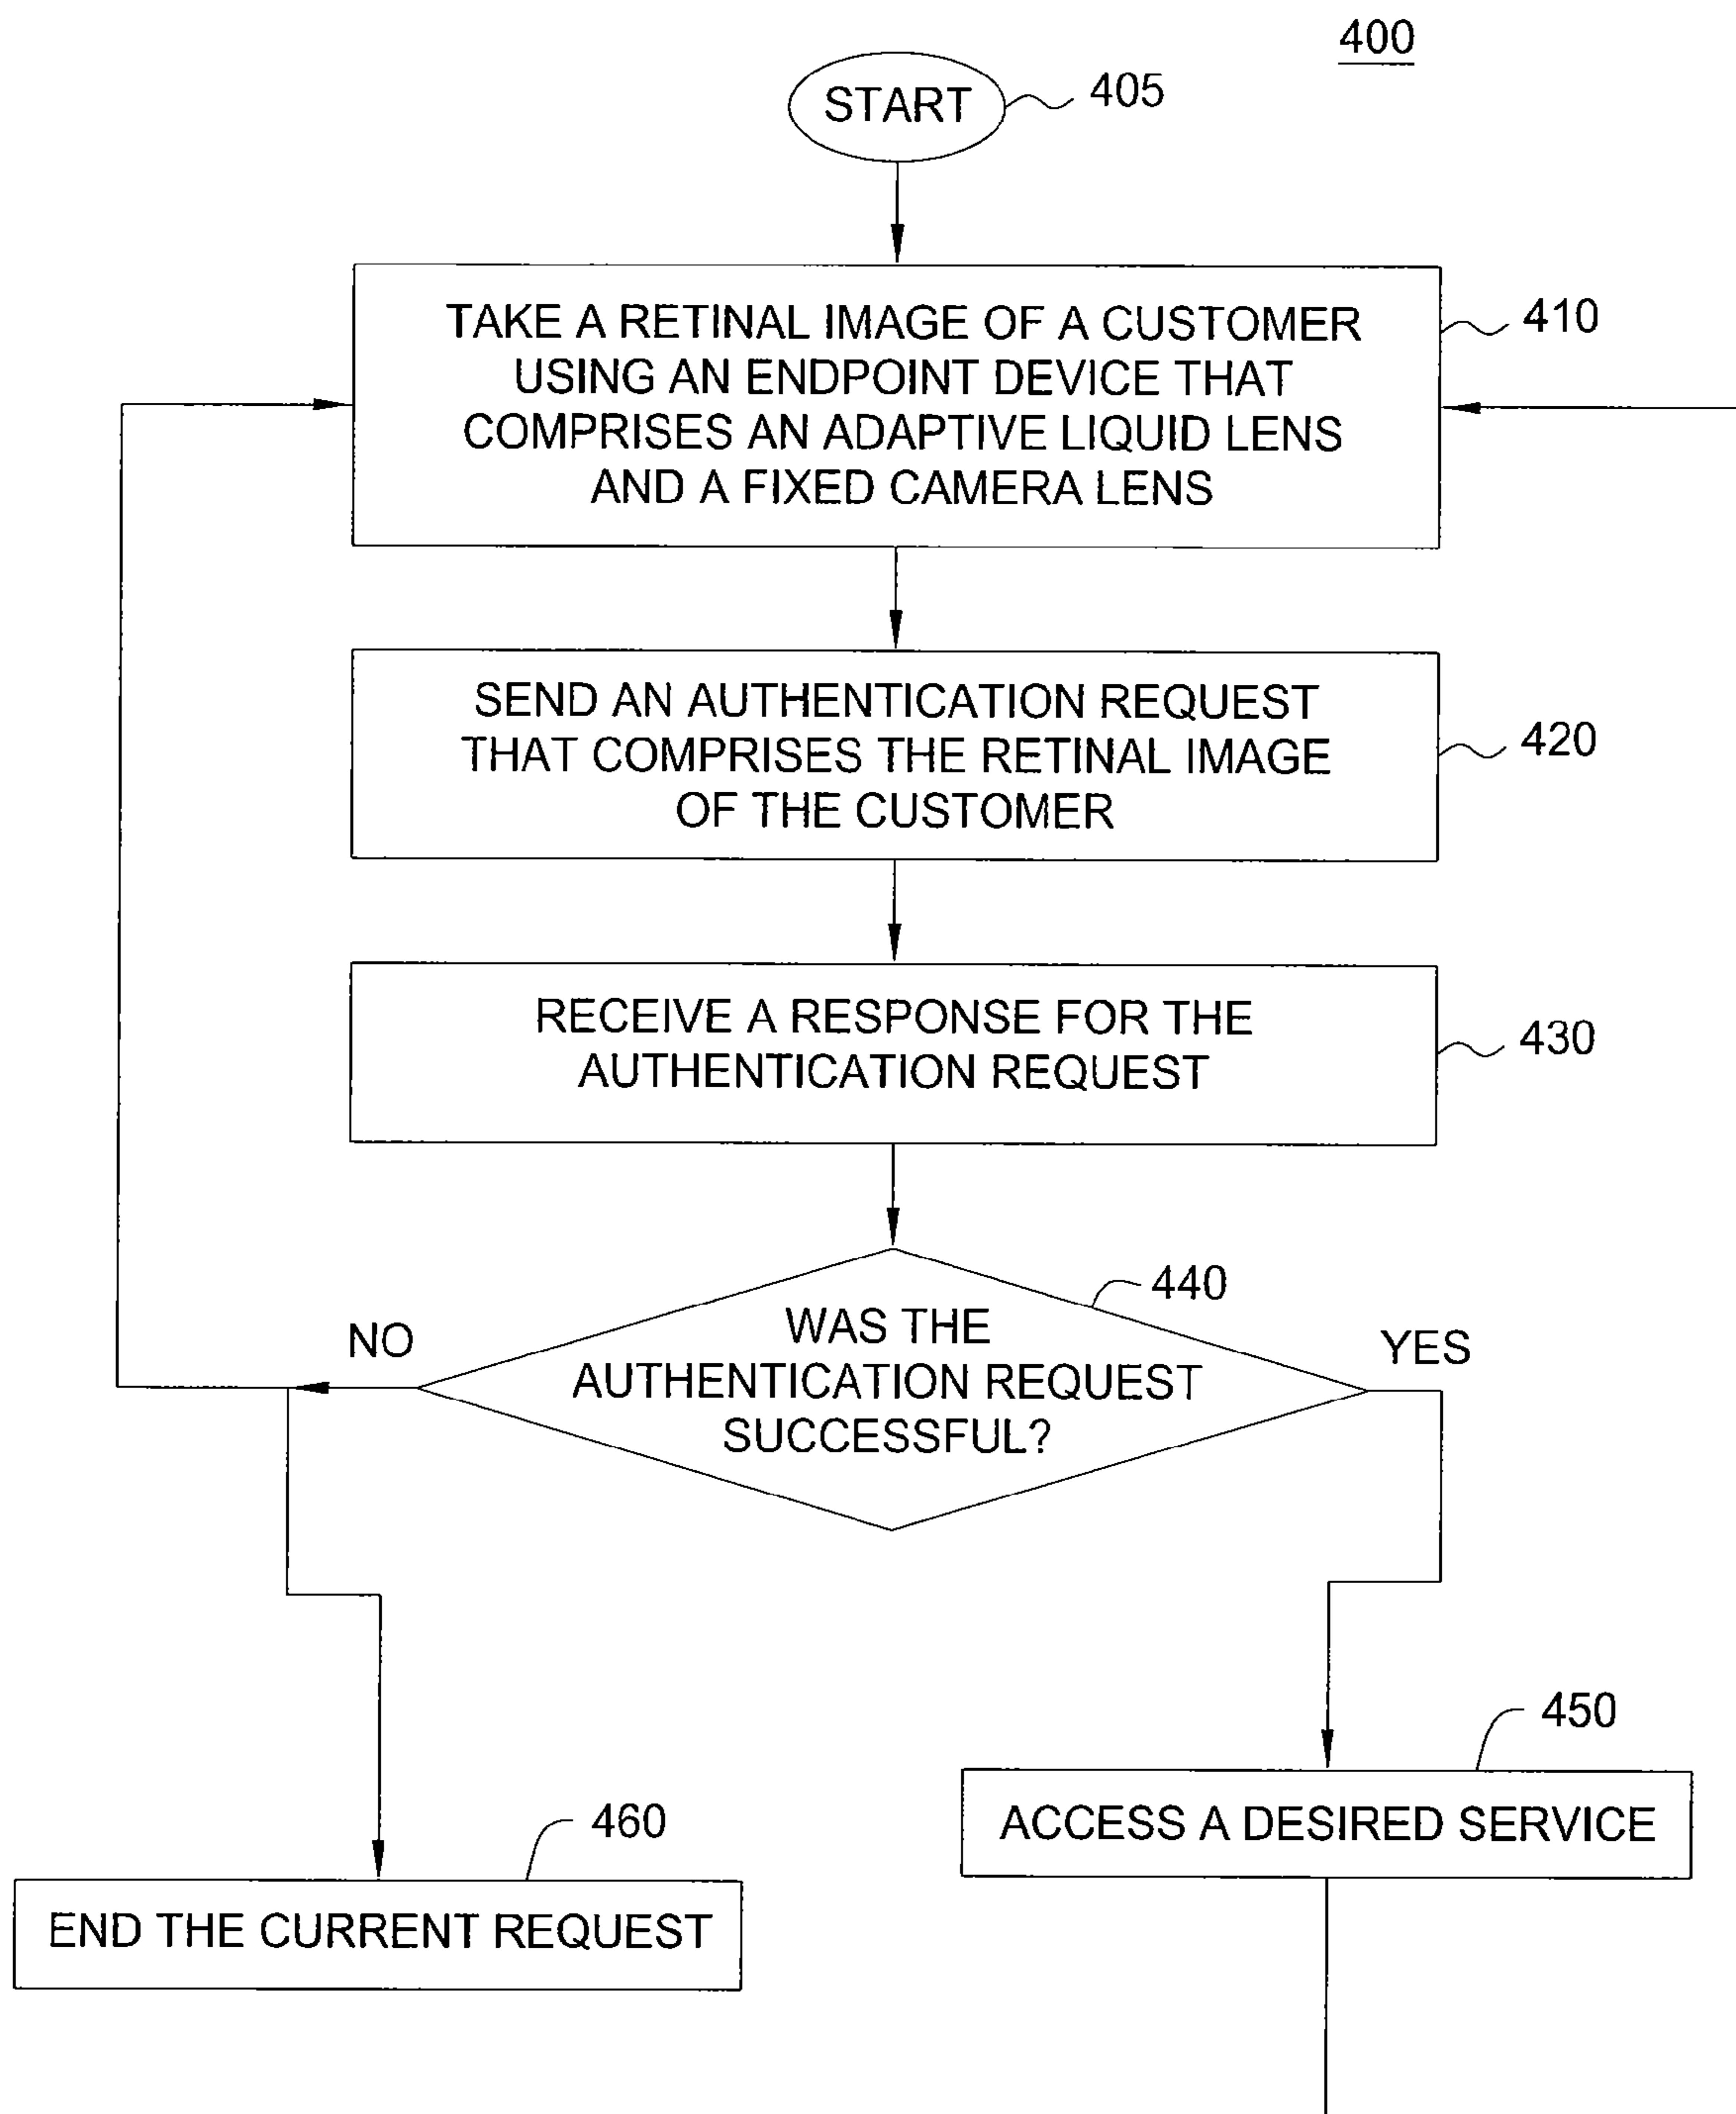 400
START
405
TAKE A RETINAL IMAGE OF A CUSTOMER
USING AN ENDPOINT DEVICE THAT
COMPRISES AN ADAPTIVE LIQUID LENS
AND A FIXED CAMERA LENS
410
SEND AN AUTHENTICATION REQUEST
THAT COMPRISES THE RETINAL IMAGE
OF THE CUSTOMER
420
RECEIVE A RESPONSE FOR THE
AUTHENTICATION REQUEST
430
440
WAS THE
AUTHENTICATION REQUEST
SUCCESSFUL?
NO
YES
450
ACCESS A DESIRED SERVICE
460
END THE CURRENT REQUEST